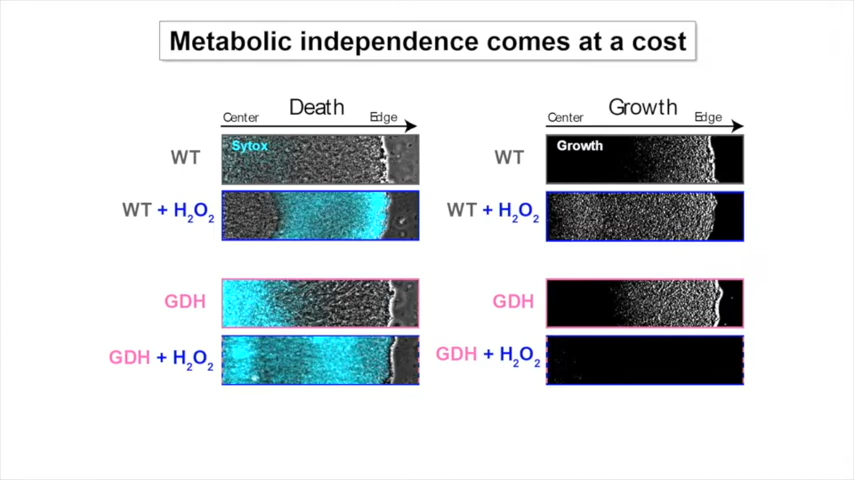 Metabolic independence comes at a cost
Death
Center Edge
Sytox
WT
WT + H₂O₂
GDH
GDH + H₂O₂
Growth
Center Edge
Growth
WT
WT + H₂O₂
GDH
GDH + H₂O₂